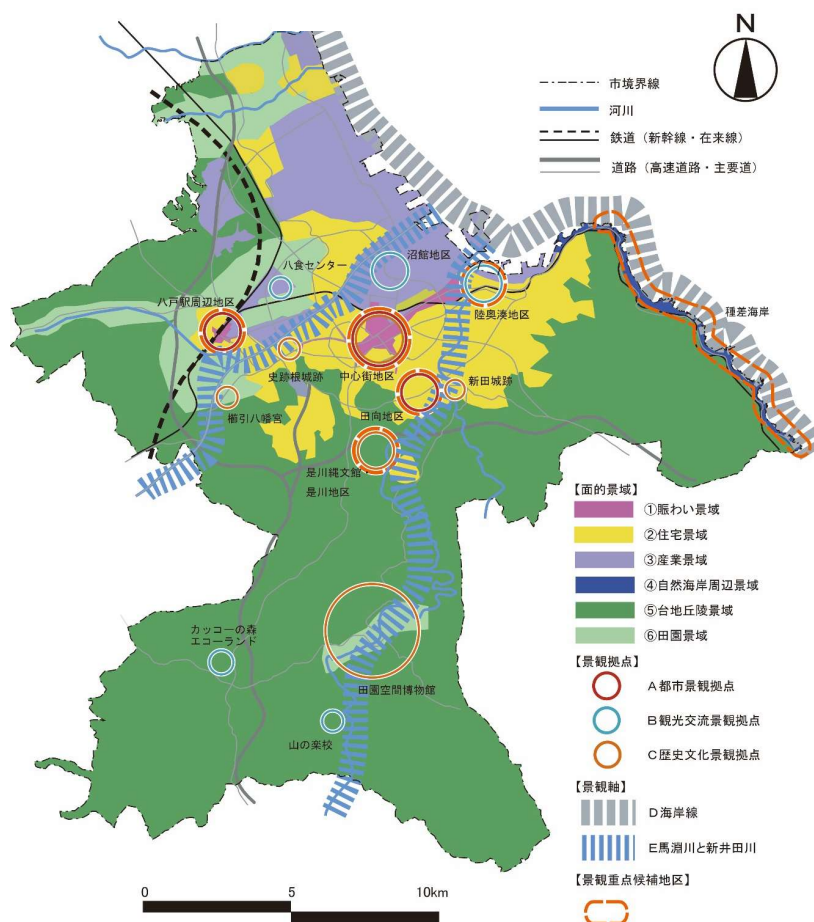 N
市境界線
河川
鉄道（新幹線・在来線）
道路（高速道路・主要道）
沼館地区
八食センター
八戸駅周辺地区
陸奥湊地区
種差海岸
史跡根城跡
中心街地区
新田城跡
櫛引八幡宮
田向地区
是川縄文館・
是川地区
カッコーの森
エコーランド
田園空間博物館
山の楽校
【面的景域】
①賑わい景域
②住宅景域
③産業景域
④自然海岸周辺景域
⑤台地丘陵景域
⑥田園景域
【景観拠点】
A都市景観拠点
B観光交流景観拠点
C歴史文化景観拠点
【景観軸】
D海岸線
E馬淵川と新井田川
【景観重点候補地区】
0 5 10km